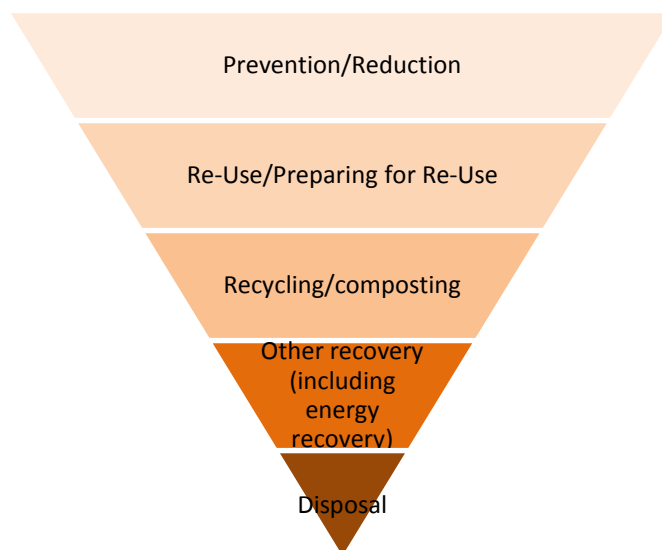 Prevention/Reduction
Re-Use/Preparing for Re-Use
Recycling/composting
Other recovery
(including
energy
recovery)
Disposal